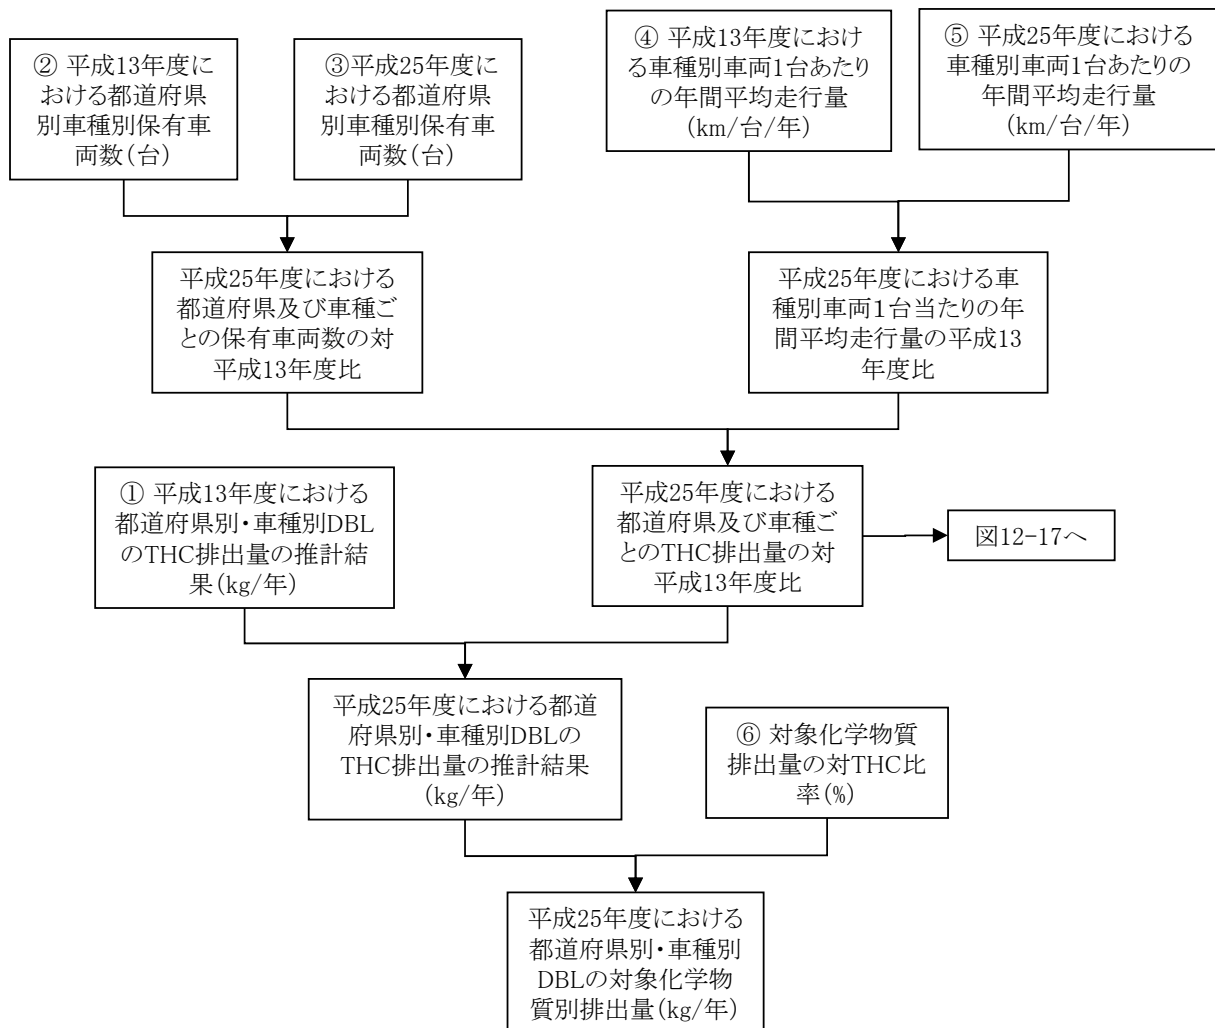 ② 平成13年度に
おける都道府県
別車種別保有車
両数(台)
③平成25年度に
おける都道府県
別車種別保有車
両数(台)
④ 平成13年度におけ
る車種別車両1台あたり
の年間平均走行量
(km/台/年)
⑤ 平成25年度における
車種別車両1台あたりの
年間平均走行量
(km/台/年)
平成25年度における
都道府県及び車種ご
との保有車両数の対
平成13年度比
平成25年度における車
種別車両1台当たりの年
間平均走行量の平成13
年度比
① 平成13年度における
都道府県別・車種別DBL
のTHC排出量の推計結
果(kg/年)
平成25年度における
都道府県及び車種ご
とのTHC排出量の対
平成13年度比
図12-17へ
平成25年度における都道
府県別・車種別DBLの
THC排出量の推計結果
(kg/年)
⑥ 対象化学物質
排出量の対THC比
率(%)
平成25年度における
都道府県別・車種別
DBLの対象化学物
質別排出量(kg/年)